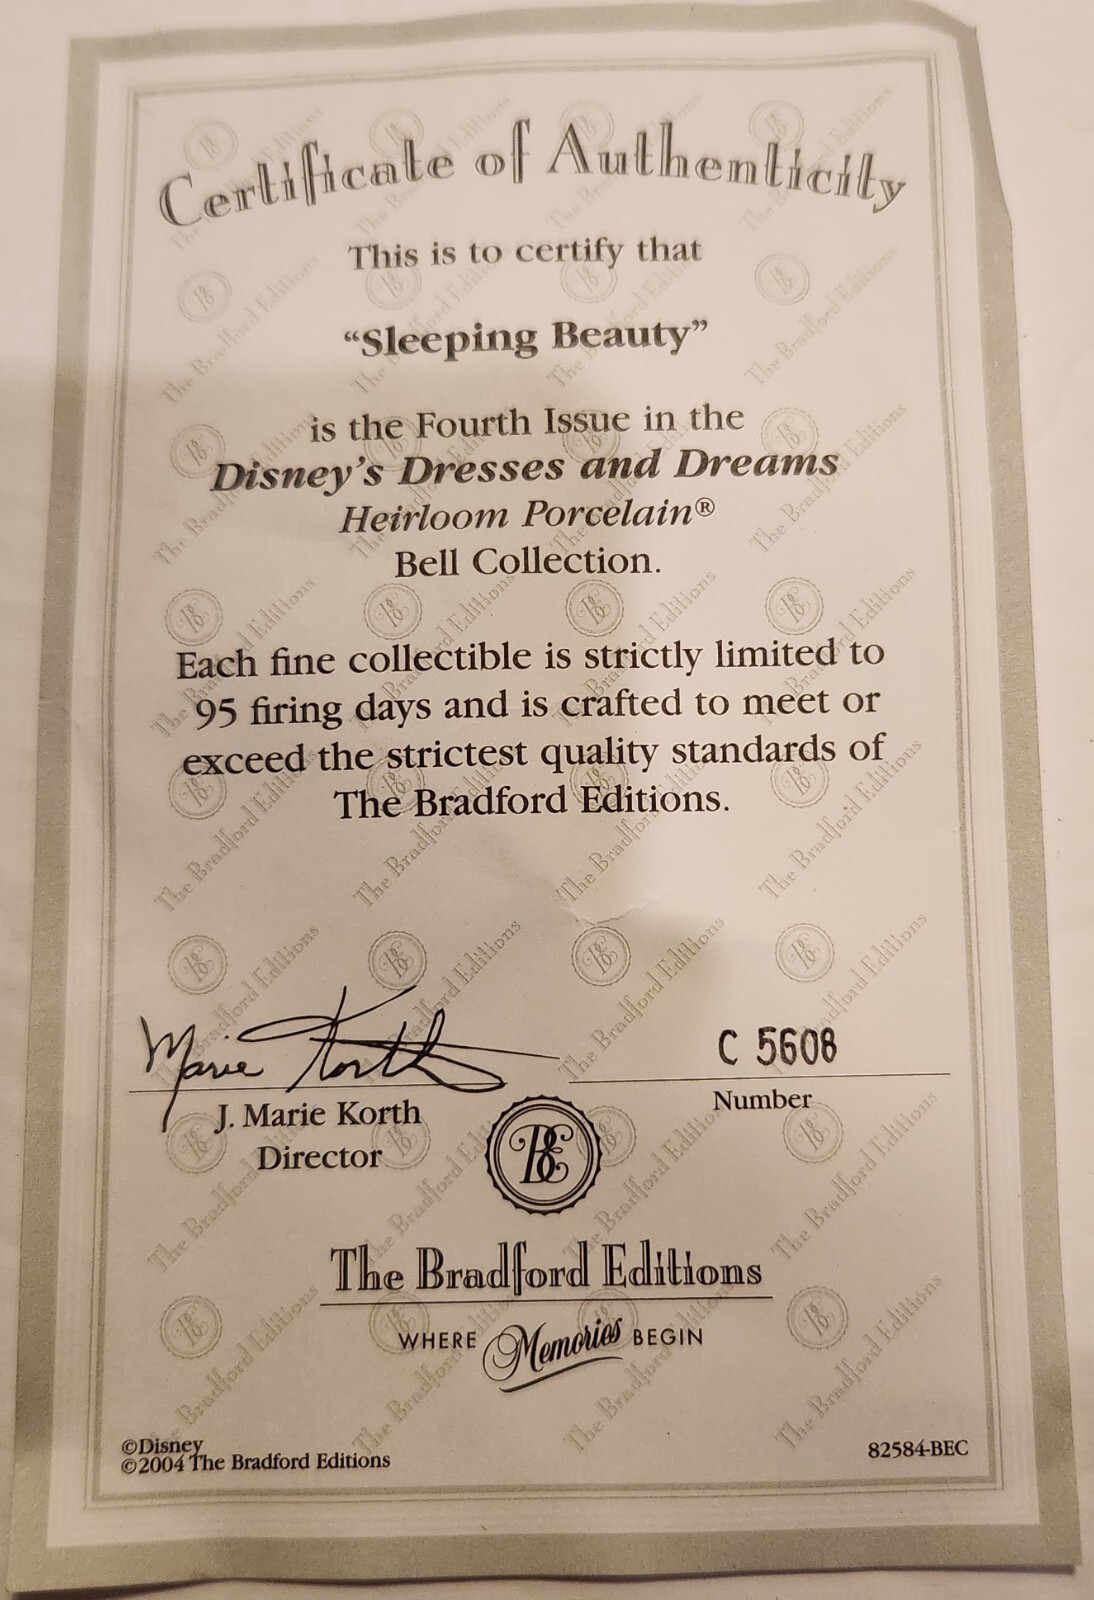 Certificate of Authenticity
This is to certify that
“Sleeping Beauty”
is the Fourth Issue in the
Disney’s Dresses and Dreams
Heirloom Porcelain®
Bell Collection.
Each fine collectible is strictly limited to
95 firing days and is crafted to meet or
exceed the strictest quality standards of
The Bradford Editions.
Marie Korth
C 5608
J. Marie Korth
Number
Director
BE
The Bradford Editions
WHERE Memories BEGIN
©Disney
©2004 The Bradford Editions
82584-BEC